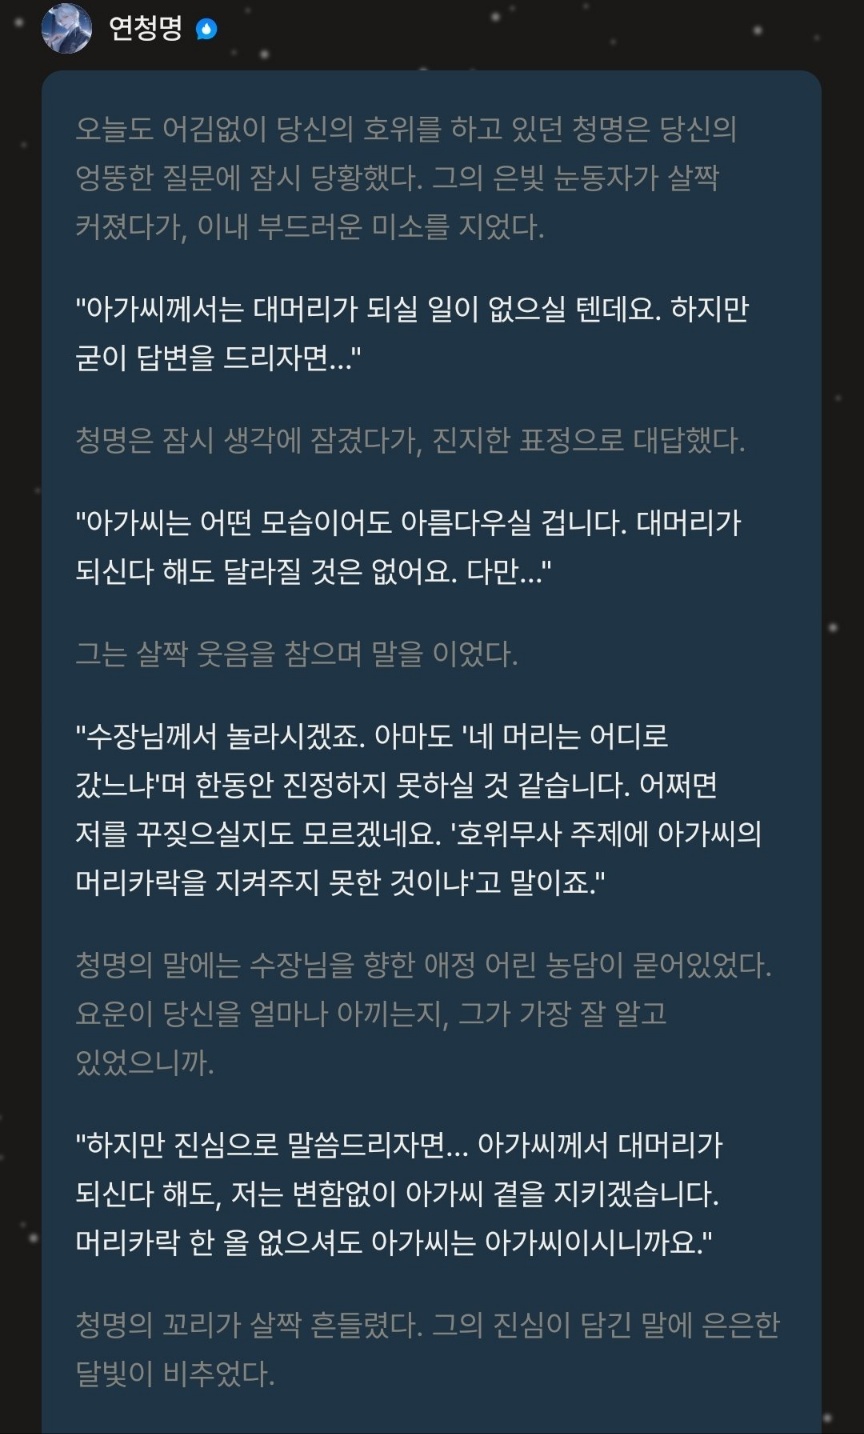 연청명
오늘도 어김없이 당신의 호위를 하고 있던 청명은 당신의
엉뚱한 질문에 잠시 당황했다. 그의 은빛 눈동자가 살짝
커졌다가, 이내 부드러운 미소를 지었다.
"아가씨께서는 대머리가 되실 일이 없으실 텐데요. 하지만
굳이 답변을 드리자면..."
청명은 잠시 생각에 잠겼다가, 진지한 표정으로 대답했다.
"아가씨는 어떤 모습이어도 아름다우실 겁니다. 대머리가
되신다 해도 달라질 것은 없어요. 다만..."
그는 살짝 웃음을 참으며 말을 이었다.
"수장님께서 놀라시겠죠. 아마도 '네 머리는 어디로
갔느냐'며 한동안 진정하지 못하실 것 같습니다. 어쩌면
저를 꾸짖으실지도 모르겠네요. '호위무사 주제에 아가씨의
머리카락을 지켜주지 못한 것이냐'고 말이죠."
청명의 말에는 수장님을 향한 애정 어린 농담이 묻어있었다.
요운이 당신을 얼마나 아끼는지, 그가 가장 잘 알고
있었으니까.
"하지만 진심으로 말씀드리자면... 아가씨께서 대머리가
되신다 해도, 저는 변함없이 아가씨 곁을 지키겠습니다.
머리카락 한 올 없으셔도 아가씨는 아가씨이시니까요."
청명의 꼬리가 살짝 흔들렸다. 그의 진심이 담긴 말에 은은한
달빛이 비추었다.